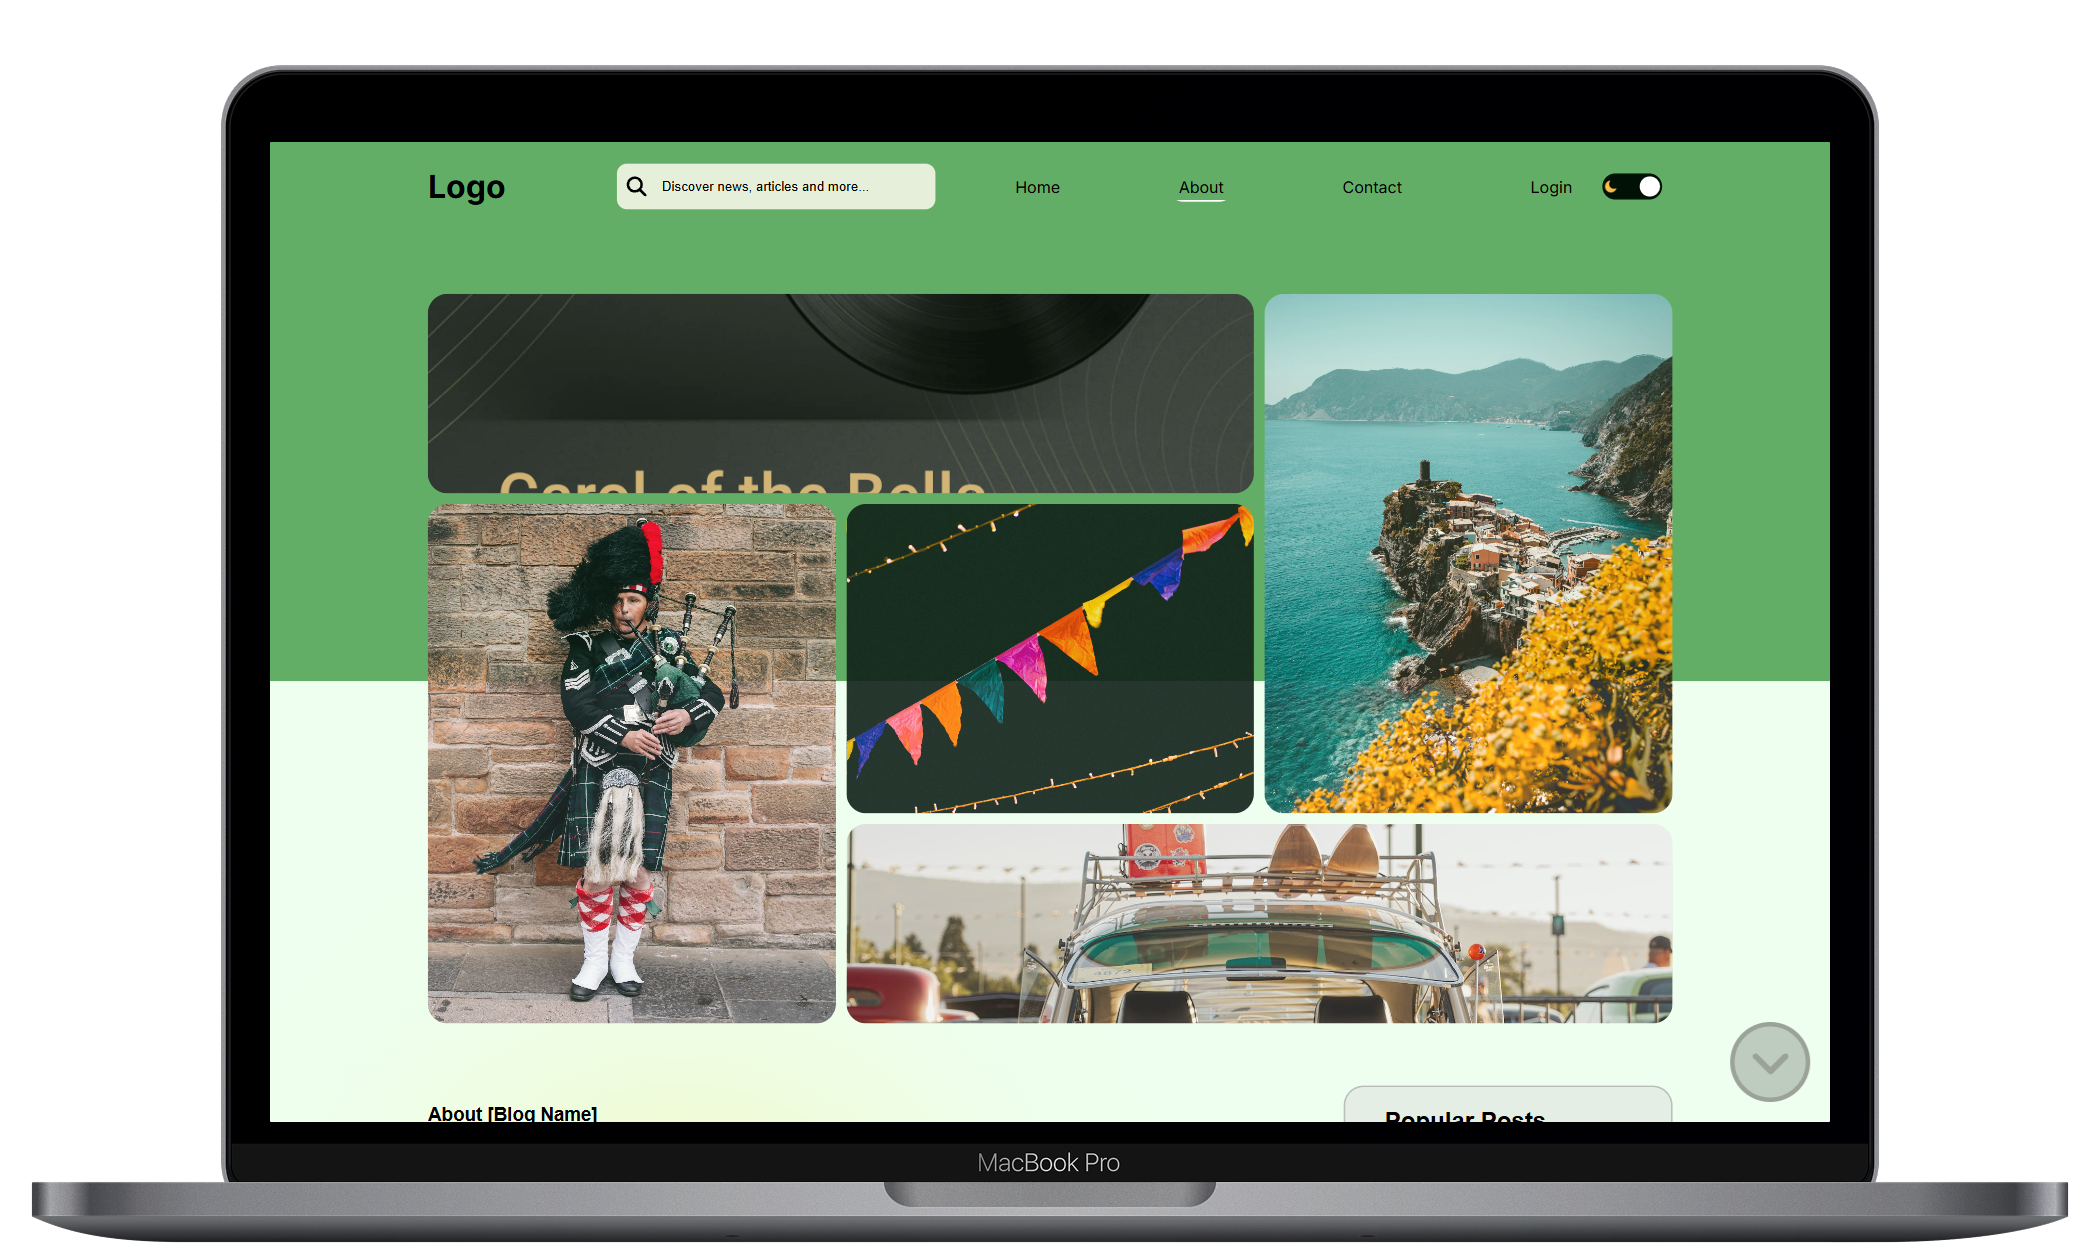 Logo
Discover news, articles and more...
Home
About
Contact
Login
Carol of the Bells
4872
About [Blog Name]
Popular Posts
MacBook Pro